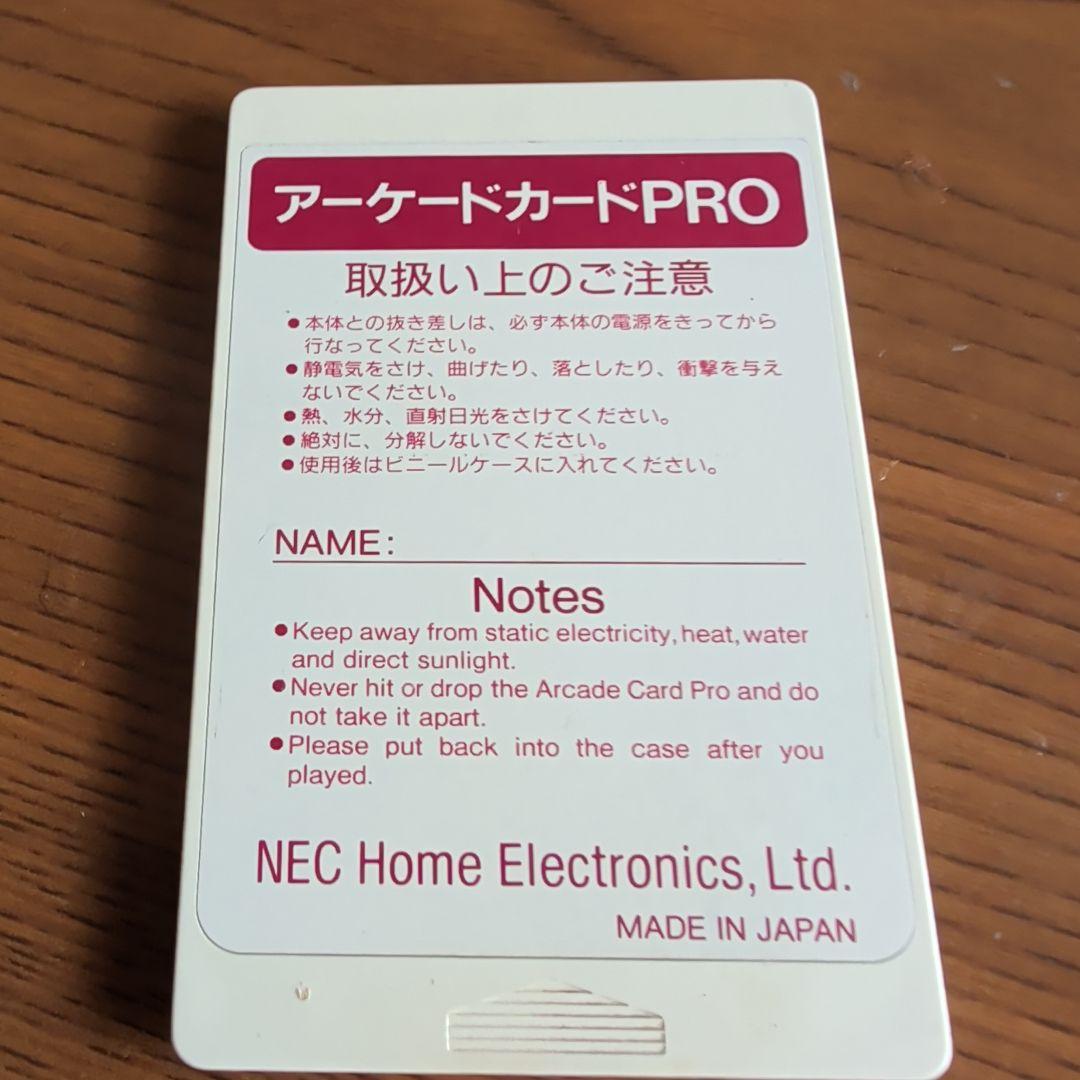 アーケードカードPRO
取扱い上のご注意
●本体との抜き差しは、必ず本体の電源をきってから
行なってください。
●静電気をさけ、曲げたり、落としたり、衝撃を与え
ないでください。
●熱、水分、直射日光をさけてください。
●絶対に、分解しないでください。
●使用後はビニールケースに入れてください。
NAME:
Notes
●Keep away from static electricity, heat, water
and direct sunlight.
●Never hit or drop the Arcade Card Pro and do
not take it apart.
●Please put back into the case after you
played.
NEC Home Electronics, Ltd.
MADE IN JAPAN